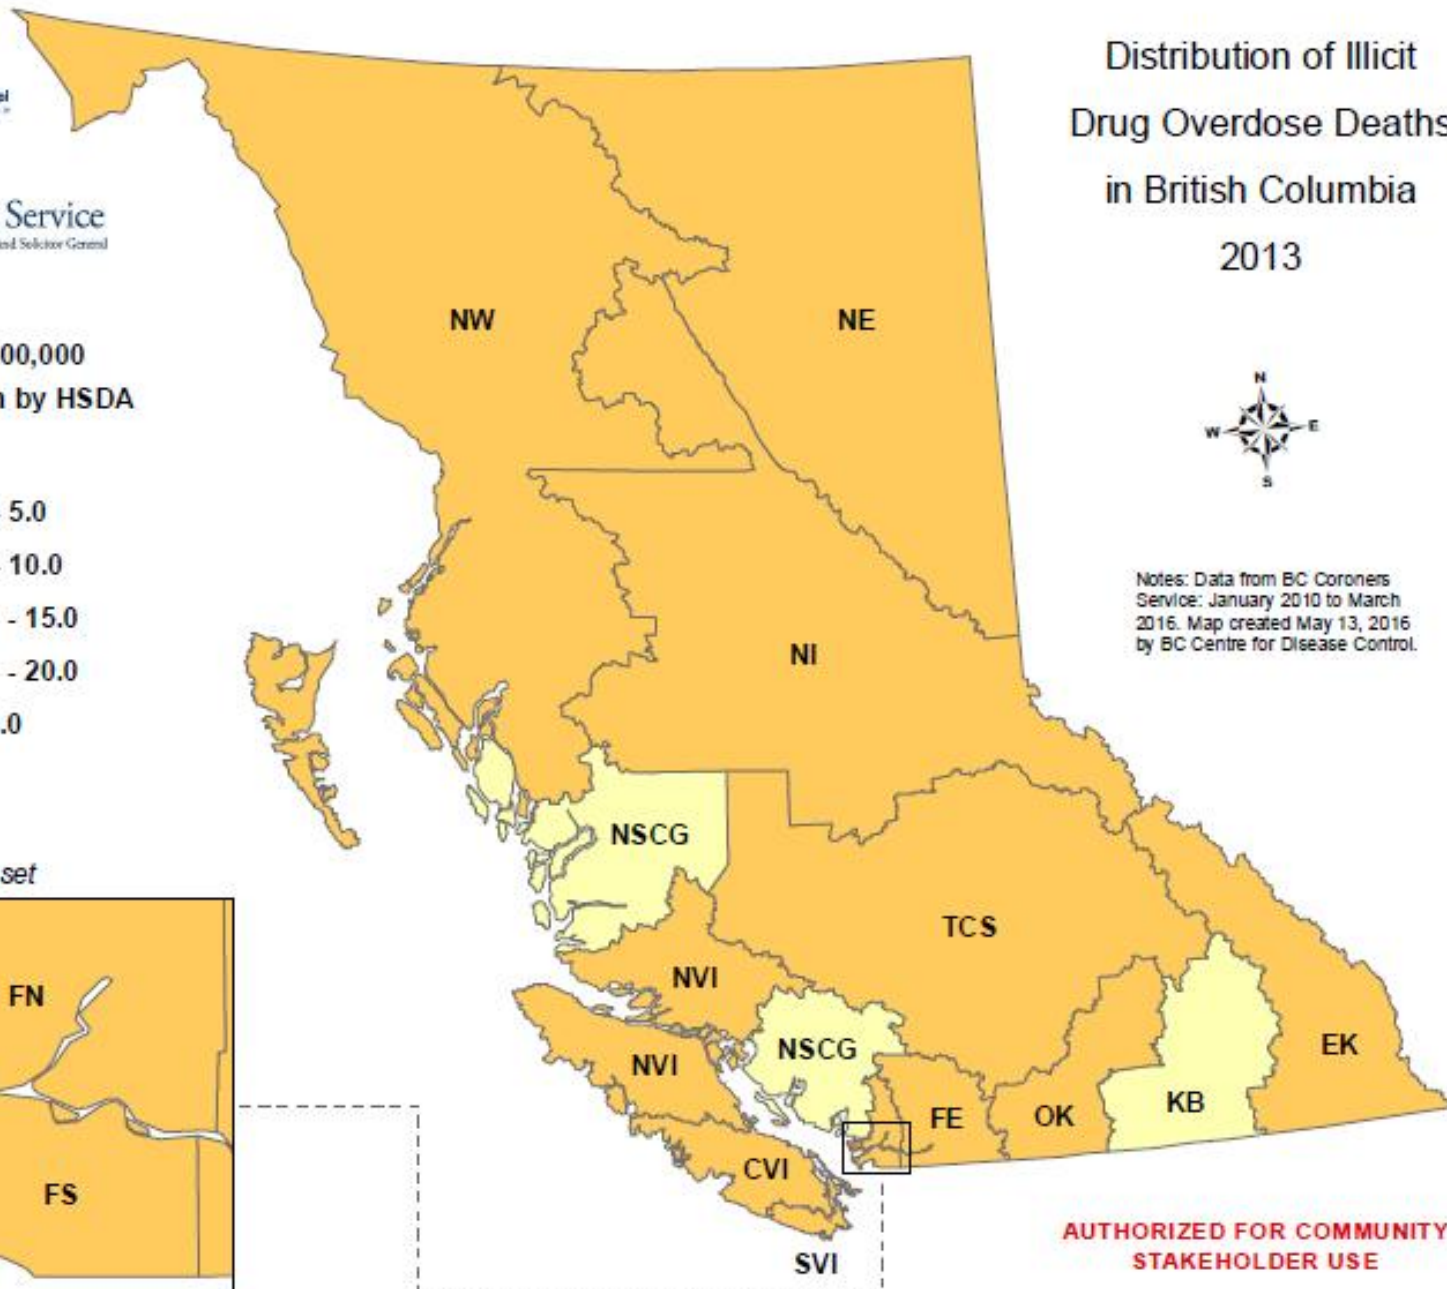 Distribution of Illicit
Drug Overdose Deaths
in British Columbia
2013
Service
and Solicitor General
00,000
by HSDA
5.0
10.0
- 15.0
- 20.0
.0
N
W
E
S
Notes: Data from BC Coroners
Service: January 2010 to March
2016. Map created May 13, 2016
by BC Centre for Disease Control.
NW
NE
NI
NSCG
TCS
NVI
NSCG
NVI
EK
KB
FE
OK
CVI
SVI
set
FN
FS
AUTHORIZED FOR COMMUNITY
STAKEHOLDER USE